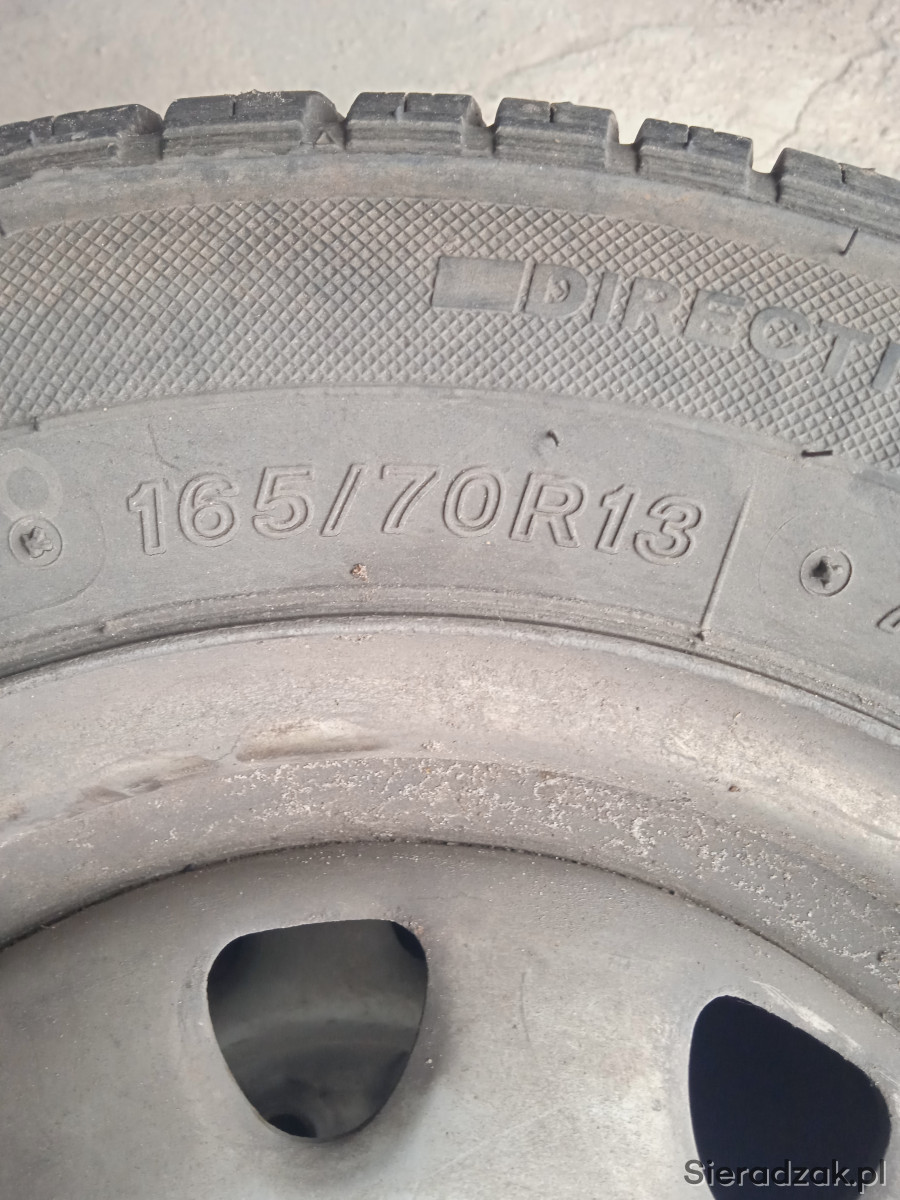 DIRECTI
165/70R13
Sieradzak.pl